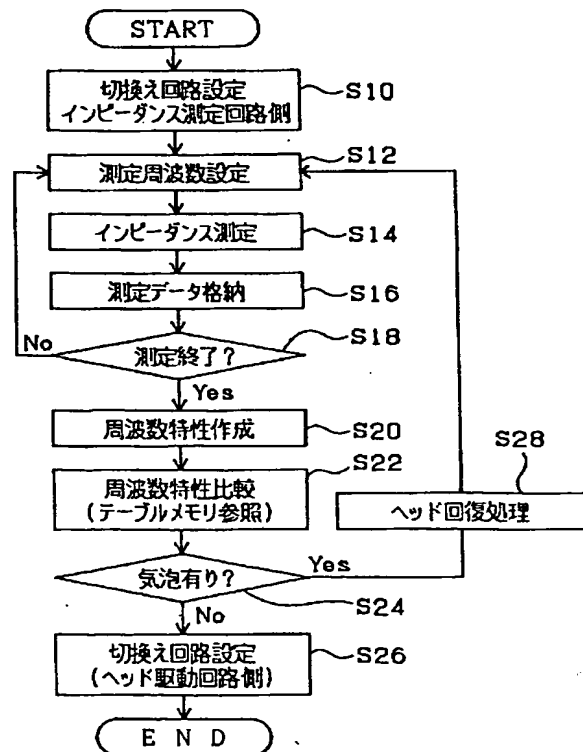 START
切換え回路設定
インピーダンス測定回路側
S10
測定周波数設定
S12
インピーダンス測定
S14
測定データ格納
S16
測定終了?
S18
No
Yes
周波数特性作成
S20
周波数特性比較
(テーブルメモリ参照)
S22
ヘッド回復処理
S28
気泡有り?
Yes
S24
No
切換え回路設定
(ヘッド駆動回路側)
S26
END